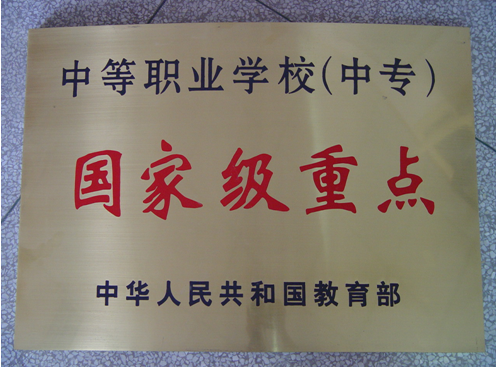 中等职业学校(中专)
国家级重点
中华人民共和国教育部